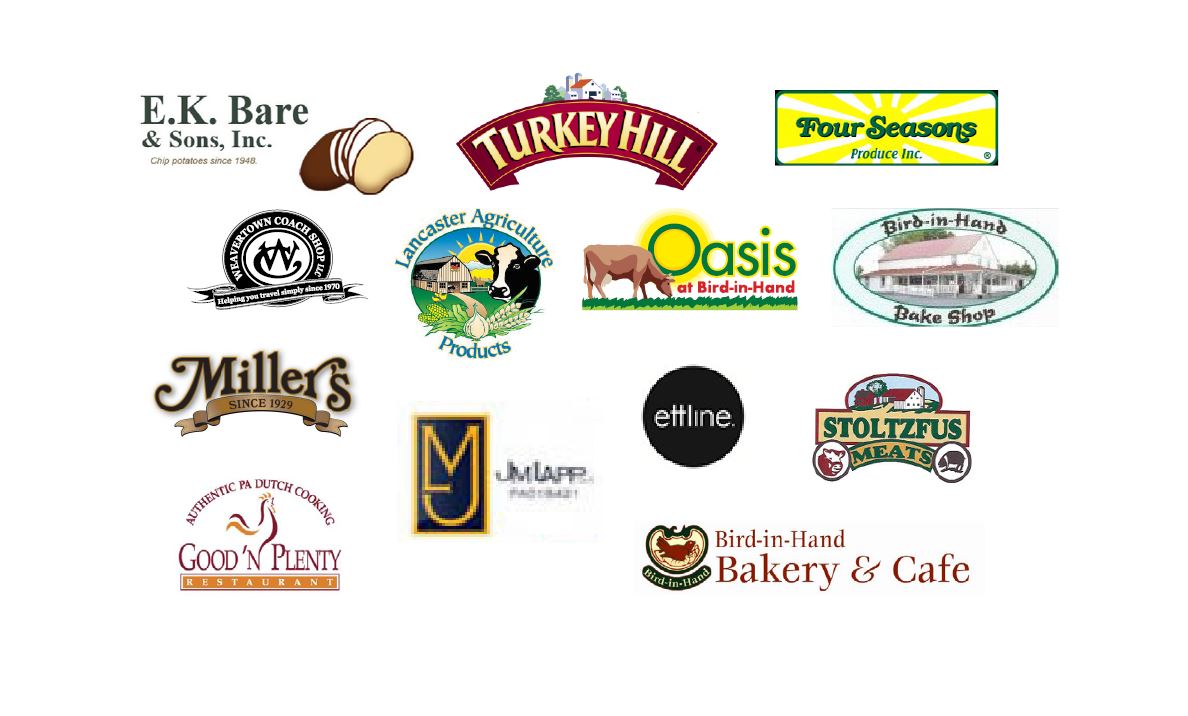 E.K. Bare
& Sons, Inc.
Chip potatoes since 1948.
TURKEY HILL
Four Seasons
Produce Inc.
®
WEAVERTOWN COACH SHOP LLC
Helping you travel simply since 1970
Lancaster Agriculture
Products
Oasis
at Bird-in-Hand
Bird-in-Hand
Bake Shop
Miller's
SINCE 1929
ettline.
STOLTZFUS
MEATS
AUTHENTIC PA DUTCH COOKING
GOOD 'N PLENTY
RESTAURANT
Bird-in-Hand
Bird-in-Hand
Bakery & Cafe